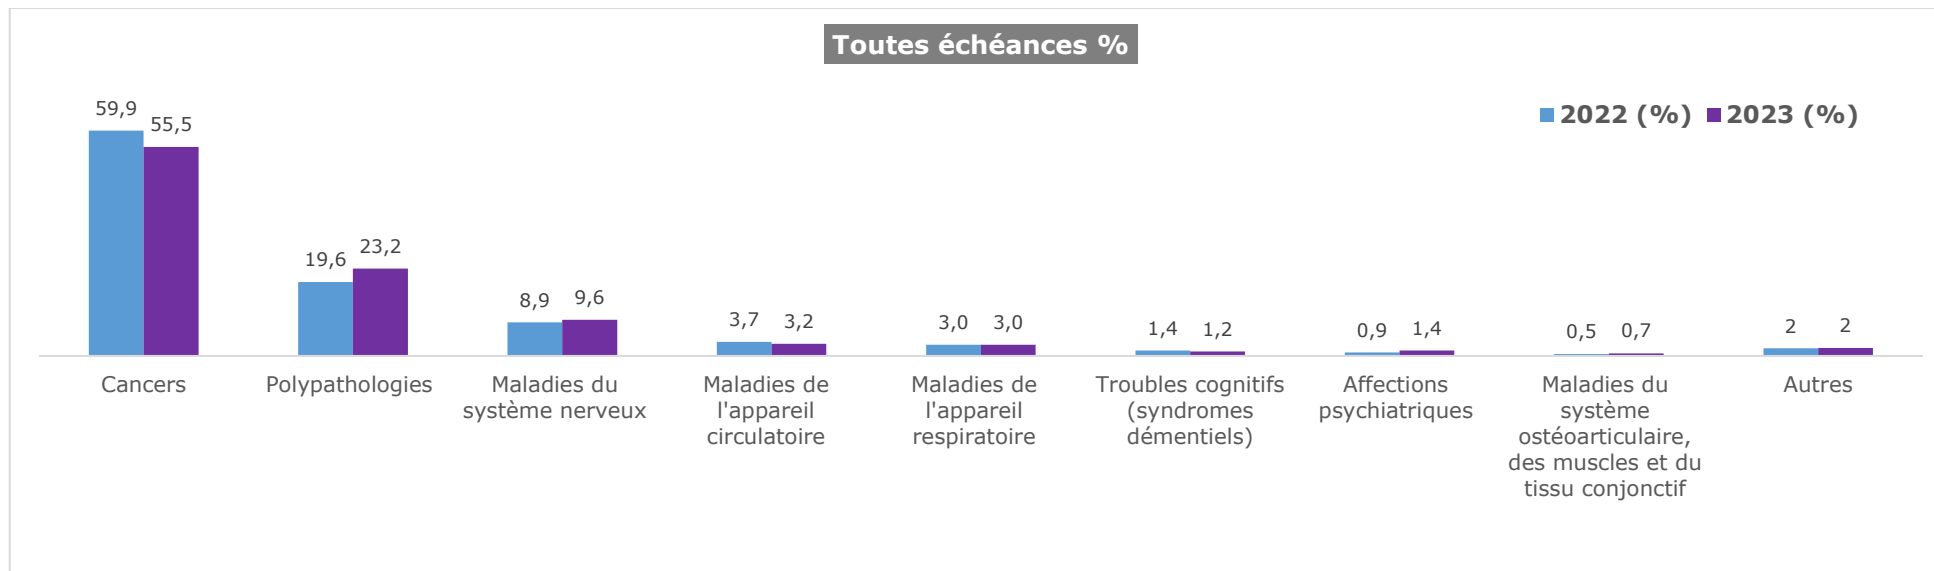 Toutes échéances %
2022 (%) 2023 (%)
59,9 55,5
19,6 23,2
8,9 9,6
3,7 3,2
3,0 3,0
1,4 1,2
0,9 1,4
0,5 0,7
2 2
Cancers
Polypathologies
Maladies du
système nerveux
Maladies de
l'appareil
circulatoire
Maladies de
l'appareil
respiratoire
Troubles cognitifs
(syndromes
démentiels)
Affections
psychiatriques
Maladies du
système
ostéoarticulaire,
des muscles et du
tissu conjonctif
Autres